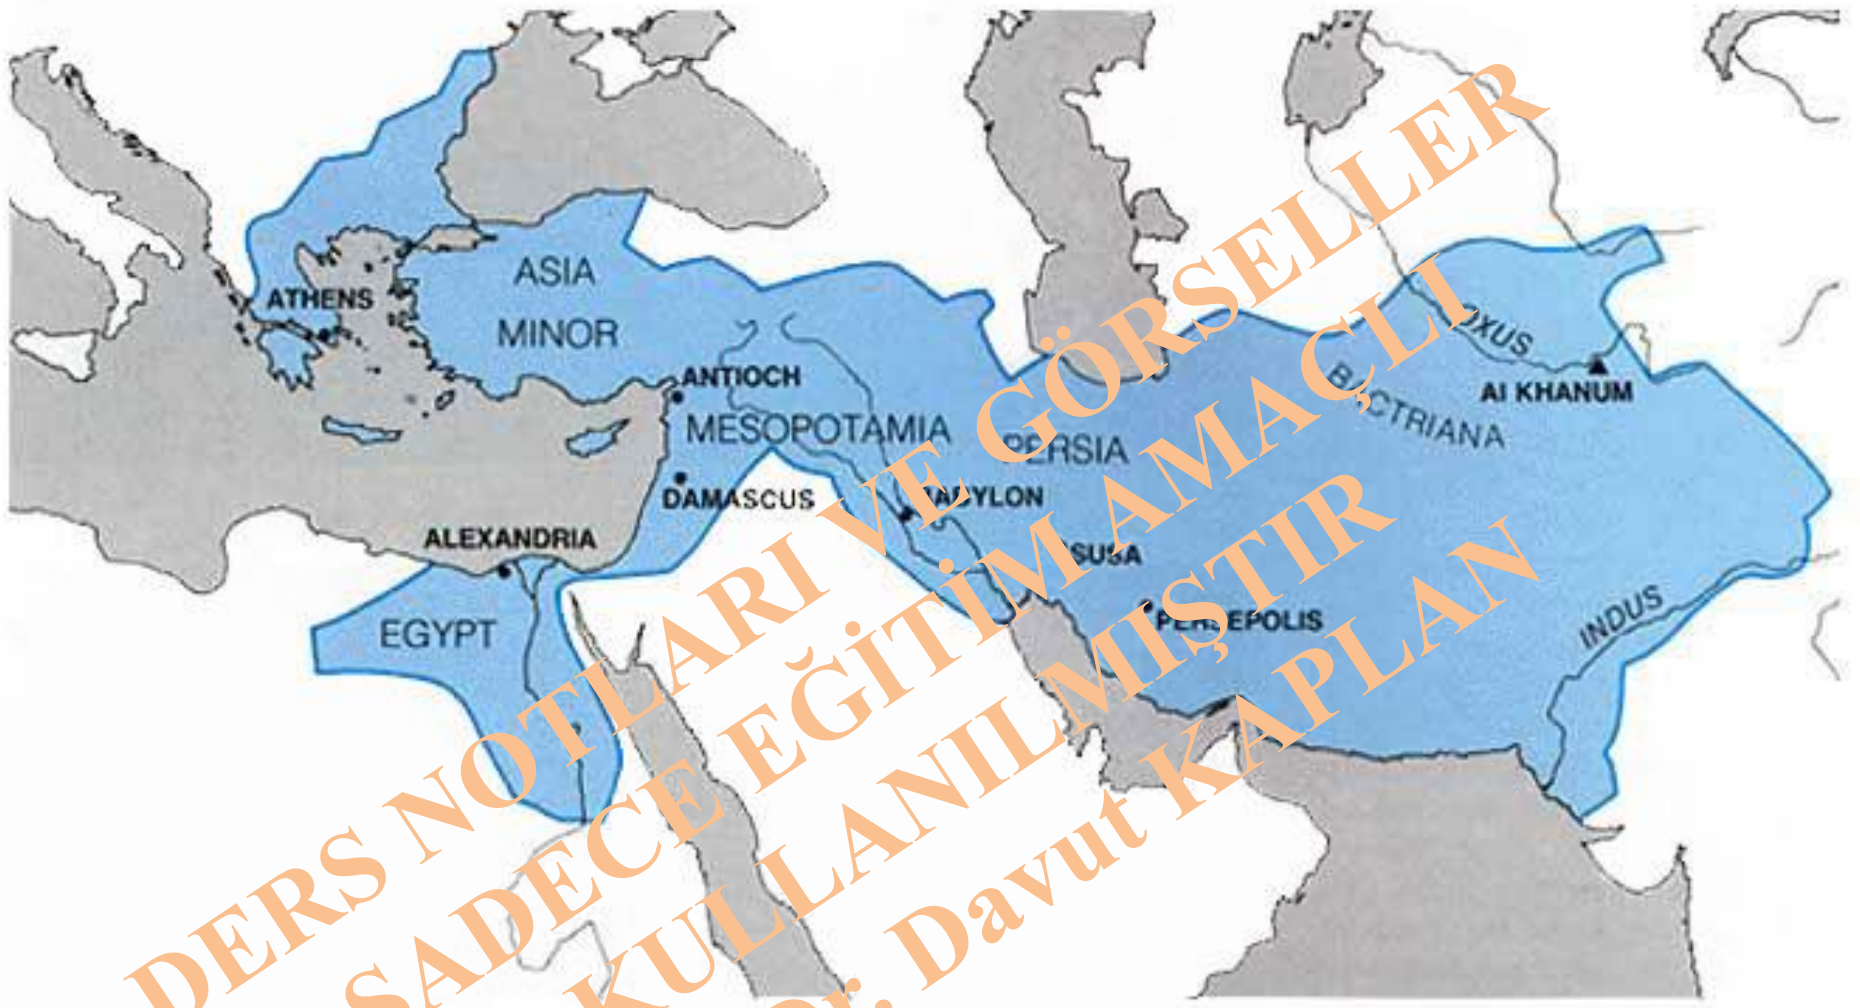 ASIA
MINOR
ATHENS
ANTIOCH
MESOPOTAMIA
PERSIA
OXUS
BACTRIANA
AI KHANUM
DAMASCUS
BABYLON
ALEXANDRIA
SUSA
EGYPT
PERSEPOLIS
INDUS
DERS NOTLARI VE GÖRSELLER
SADECE EĞİTİM AMAÇLI
KULLANILMIŞTIR
Dr. Davut KAPLAN